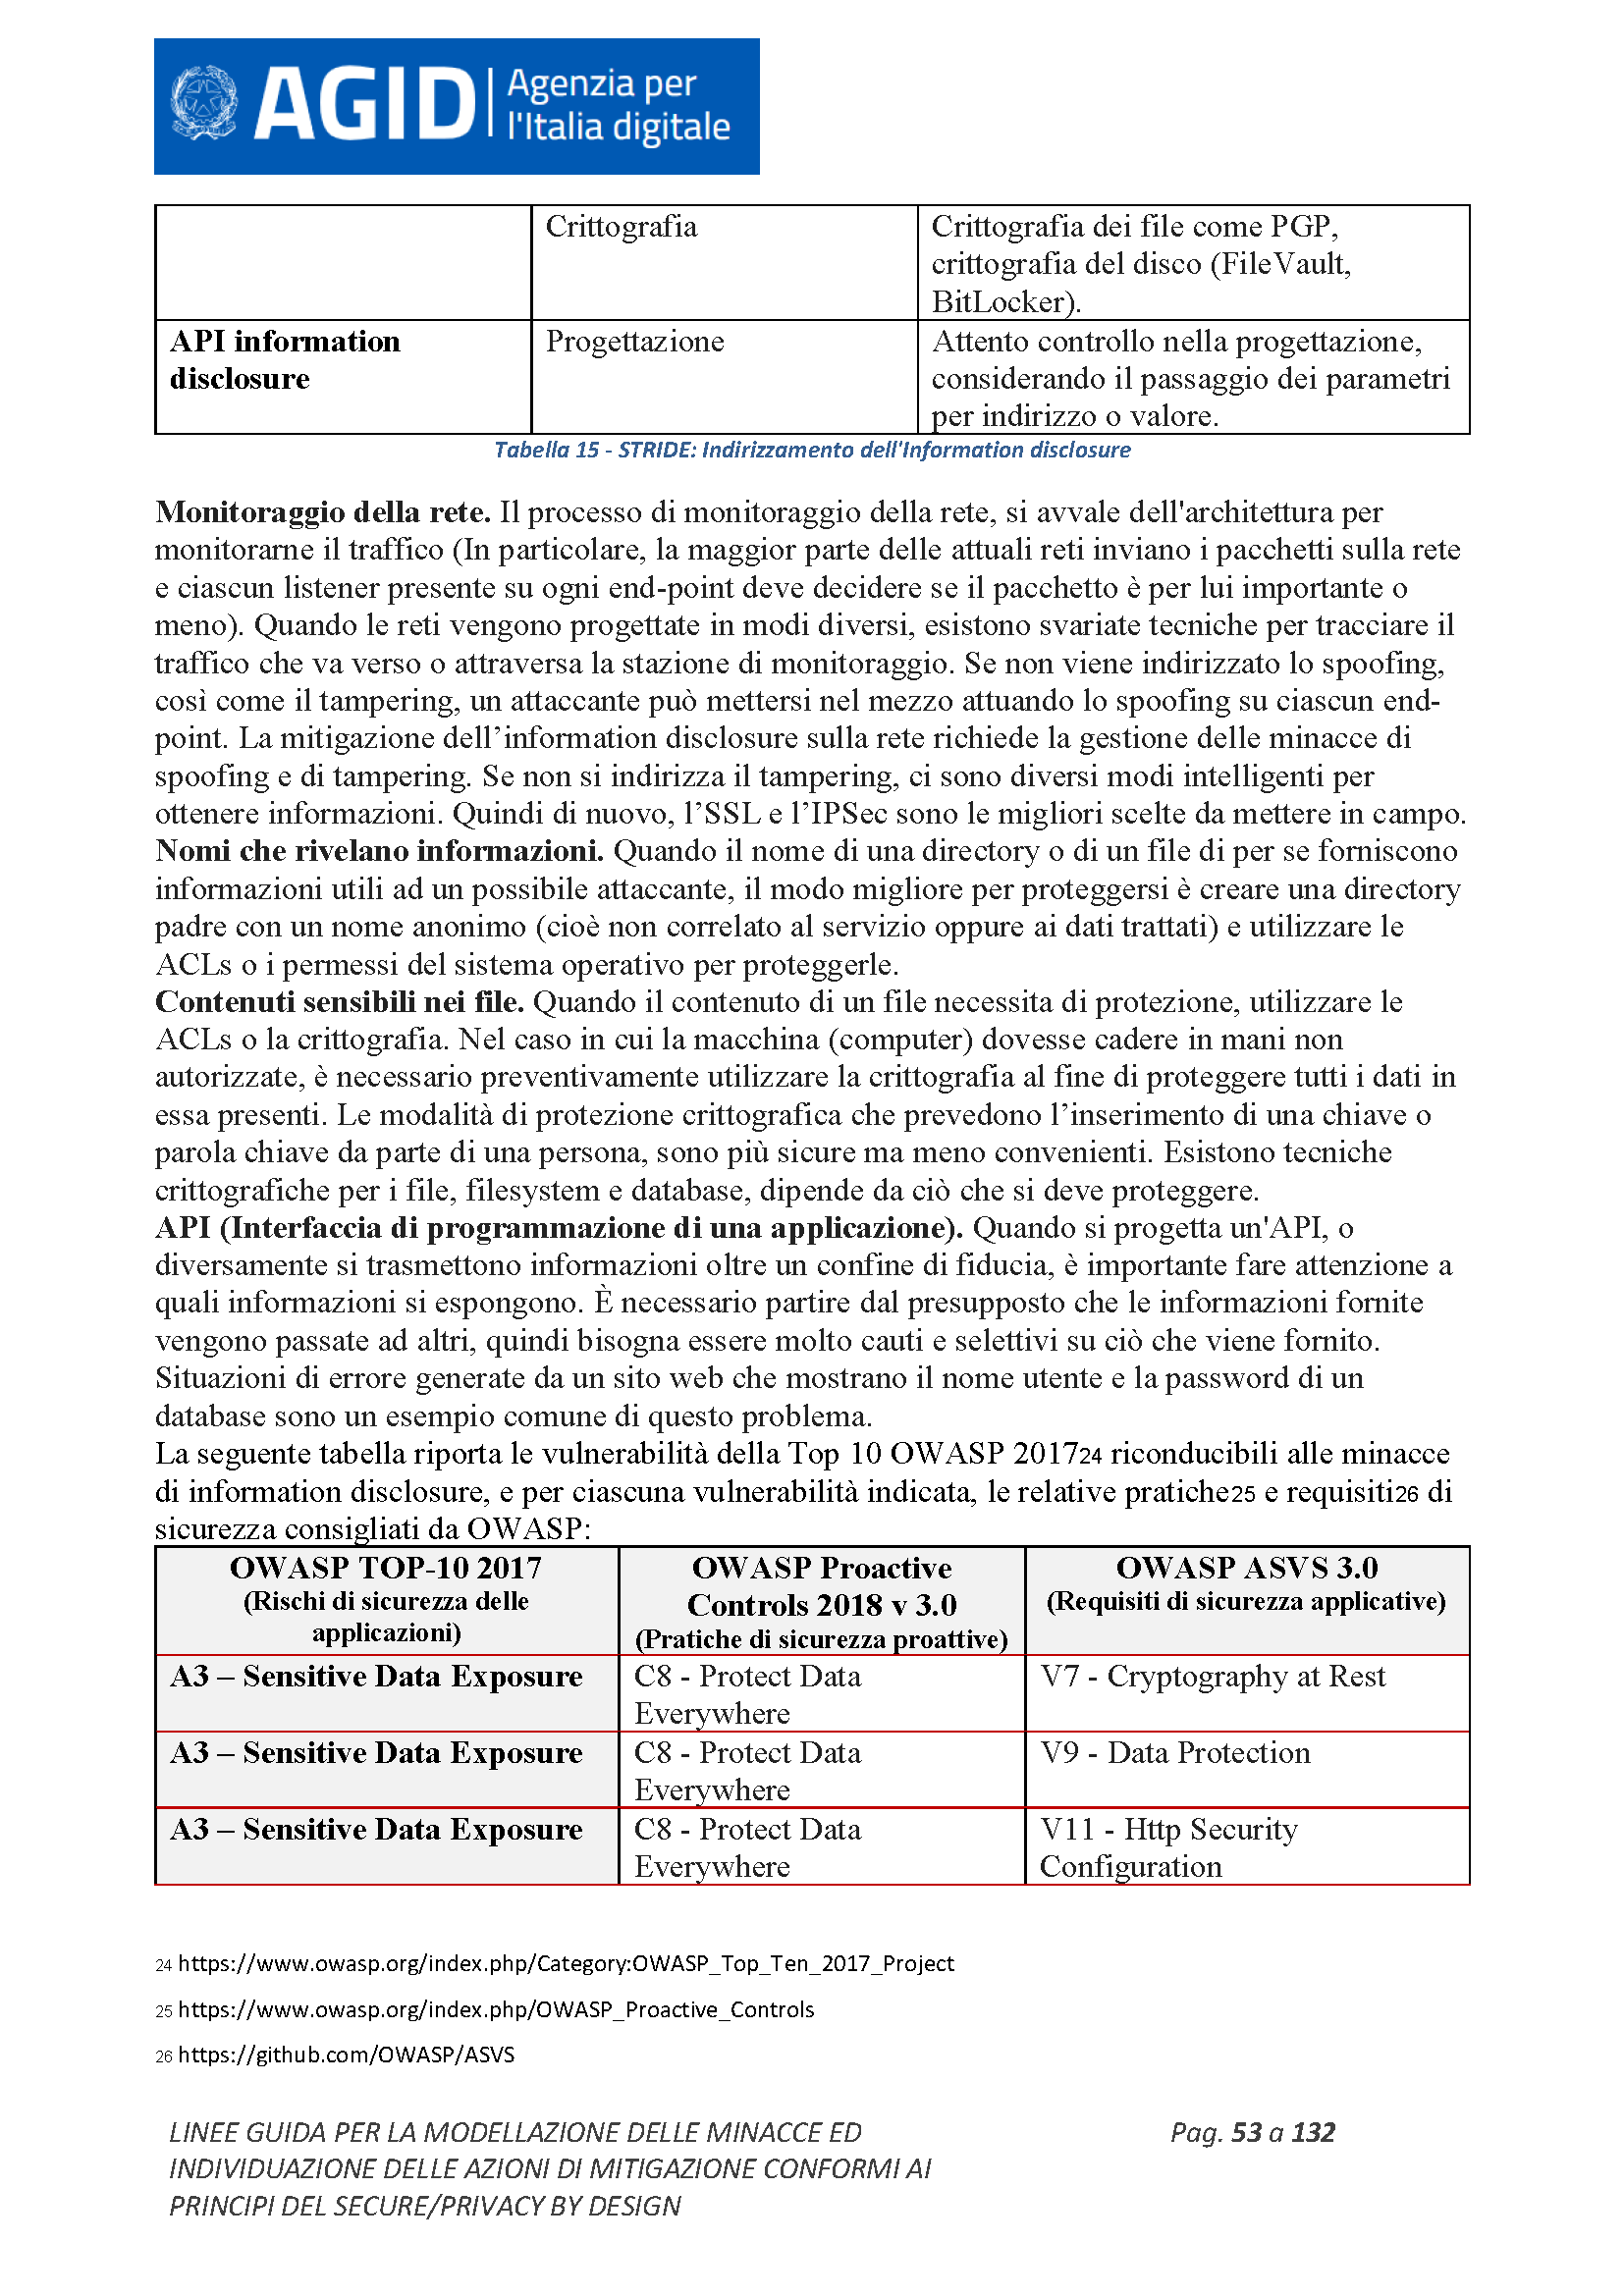 AGID Agenzia per
l'Italia digitale
Crittografia
Crittografia dei file come PGP,
crittografia del disco (FileVault,
BitLocker).
API information
disclosure
Progettazione
Attento controllo nella progettazione,
considerando il passaggio dei parametri
per indirizzo o valore.
Tabella 15 - STRIDE: Indirizzamento dell'Information disclosure
Monitoraggio della rete. Il processo di monitoraggio della rete, si avvale dell'architettura per
monitorarne il traffico (In particolare, la maggior parte delle attuali reti inviano i pacchetti sulla rete
e ciascun listener presente su ogni end-point deve decidere se il pacchetto è per lui importante o
meno). Quando le reti vengono progettate in modi diversi, esistono svariate tecniche per tracciare il
traffico che va verso o attraversa la stazione di monitoraggio. Se non viene indirizzato lo spoofing,
così come il tampering, un attaccante può mettersi nel mezzo attuando lo spoofing su ciascun end-
point. La mitigazione dell’information disclosure sulla rete richiede la gestione delle minacce di
spoofing e di tampering. Se non si indirizza il tampering, ci sono diversi modi intelligenti per
ottenere informazioni. Quindi di nuovo, l’SSL e l’IPSec sono le migliori scelte da mettere in campo.
Nomi che rivelano informazioni. Quando il nome di una directory o di un file di per se forniscono
informazioni utili ad un possibile attaccante, il modo migliore per proteggersi è creare una directory
padre con un nome anonimo (cioè non correlato al servizio oppure ai dati trattati) e utilizzare le
ACLs o i permessi del sistema operativo per proteggerle.
Contenuti sensibili nei file. Quando il contenuto di un file necessita di protezione, utilizzare le
ACLs o la crittografia. Nel caso in cui la macchina (computer) dovesse cadere in mani non
autorizzate, è necessario preventivamente utilizzare la crittografia al fine di proteggere tutti i dati in
essa presenti. Le modalità di protezione crittografica che prevedono l’inserimento di una chiave o
parola chiave da parte di una persona, sono più sicure ma meno convenienti. Esistono tecniche
crittografiche per i file, filesystem e database, dipende da ciò che si deve proteggere.
API (Interfaccia di programmazione di una applicazione). Quando si progetta un'API, o
diversamente si trasmettono informazioni oltre un confine di fiducia, è importante fare attenzione a
quali informazioni si espongono. È necessario partire dal presupposto che le informazioni fornite
vengono passate ad altri, quindi bisogna essere molto cauti e selettivi su ciò che viene fornito.
Situazioni di errore generate da un sito web che mostrano il nome utente e la password di un
database sono un esempio comune di questo problema.
La seguente tabella riporta le vulnerabilità della Top 10 OWASP 201724 riconducibili alle minacce
di information disclosure, e per ciascuna vulnerabilità indicata, le relative pratiche25 e requisiti26 di
sicurezza consigliati da OWASP:
OWASP TOP-10 2017
(Rischi di sicurezza delle
applicazioni)
OWASP Proactive
Controls 2018 v 3.0
(Pratiche di sicurezza proattive)
OWASP ASVS 3.0
(Requisiti di sicurezza applicative)
A3 – Sensitive Data Exposure
C8 - Protect Data
Everywhere
V7 - Cryptography at Rest
A3 – Sensitive Data Exposure
C8 - Protect Data
Everywhere
V9 - Data Protection
A3 – Sensitive Data Exposure
C8 - Protect Data
Everywhere
V11 - Http Security
Configuration
24 https://www.owasp.org/index.php/Category:OWASP_Top_Ten_2017_Project
25 https://www.owasp.org/index.php/OWASP_Proactive_Controls
26 https://github.com/OWASP/ASVS
LINEE GUIDA PER LA MODELLAZIONE DELLE MINACCE ED
INDIVIDUAZIONE DELLE AZIONI DI MITIGAZIONE CONFORMI AI
PRINCIPI DEL SECURE/PRIVACY BY DESIGN
Pag. 53 a 132